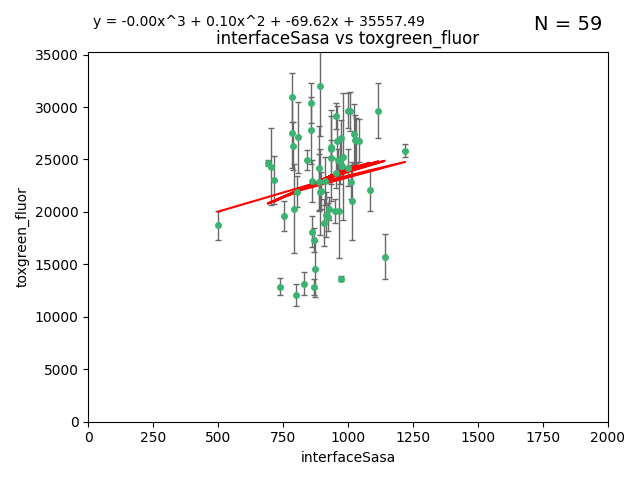 y = -0.00x^3 + 0.10x^2 + -69.62x + 35557.49
N = 59
interfaceSasa vs toxgreen_fluor
35000
30000
25000
20000
15000
10000
5000
0
toxgreen_fluor
0 250 500 750 1000 1250 1500 1750 2000
interfaceSasa